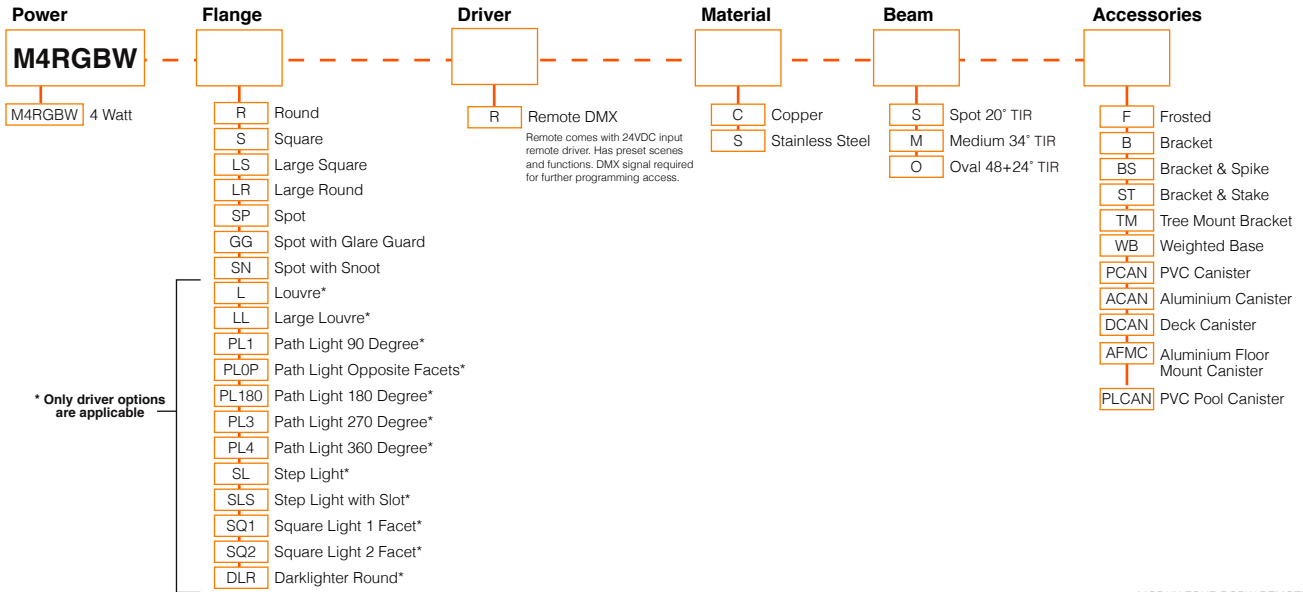 Power
M4RGBW
M4RGBW 4 Watt
Flange
R Round
S Square
LS Large Square
LR Large Round
SP Spot
GG Spot with Glare Guard
SN Spot with Snoot
L Louvre*
LL Large Louvre*
PL1 Path Light 90 Degree*
PL0P Path Light Opposite Facets*
PL180 Path Light 180 Degree*
PL3 Path Light 270 Degree*
PL4 Path Light 360 Degree*
SL Step Light*
SLS Step Light with Slot*
SQ1 Square Light 1 Facet*
SQ2 Square Light 2 Facet*
DLR Darklighter Round*
* Only driver options
are applicable
Driver
R Remote DMX
Remote comes with 24VDC input
remote driver. Has preset scenes
and functions. DMX signal required
for further programming access.
Material
C Copper
S Stainless Steel
Beam
S Spot 20° TIR
M Medium 34° TIR
O Oval 48+24° TIR
Accessories
F Frosted
B Bracket
BS Bracket & Spike
ST Bracket & Stake
TM Tree Mount Bracket
WB Weighted Base
PCAN PVC Canister
ACAN Aluminium Canister
DCAN Deck Canister
AFMC Aluminium Floor
Mount Canister
PLCAN PVC Pool Canister